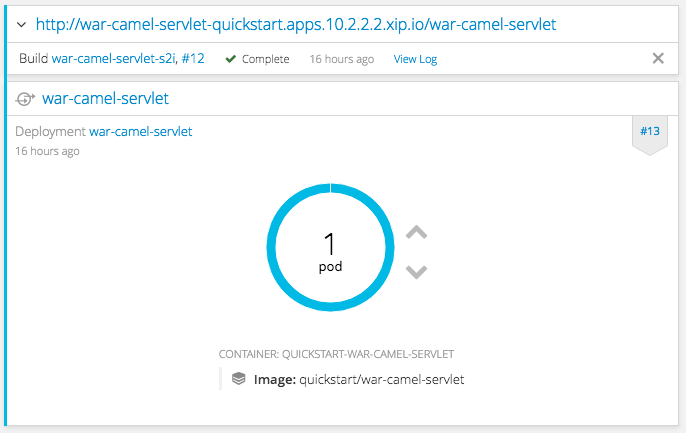 http://war-camel-servlet-quickstart.apps.10.2.2.2.xip.io/war-camel-servlet
Build war-camel-servlet-s2i, #12 Complete 16 hours ago View Log
war-camel-servlet
Deployment war-camel-servlet #13
16 hours ago
1
pod
CONTAINER: QUICKSTART-WAR-CAMEL-SERVLET
Image: quickstart/war-camel-servlet